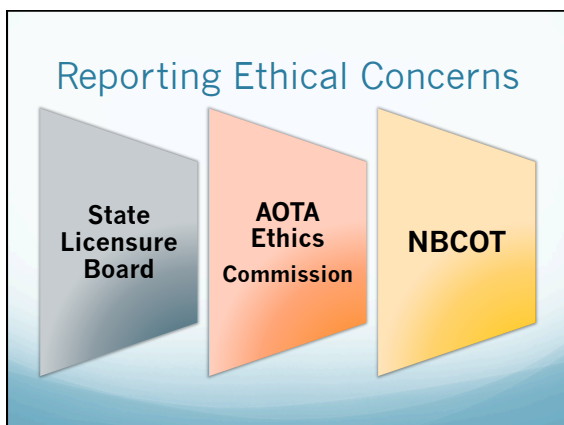 Reporting Ethical Concerns
State
Licensure
Board
AOTA
Ethics
Commission
NBCOT